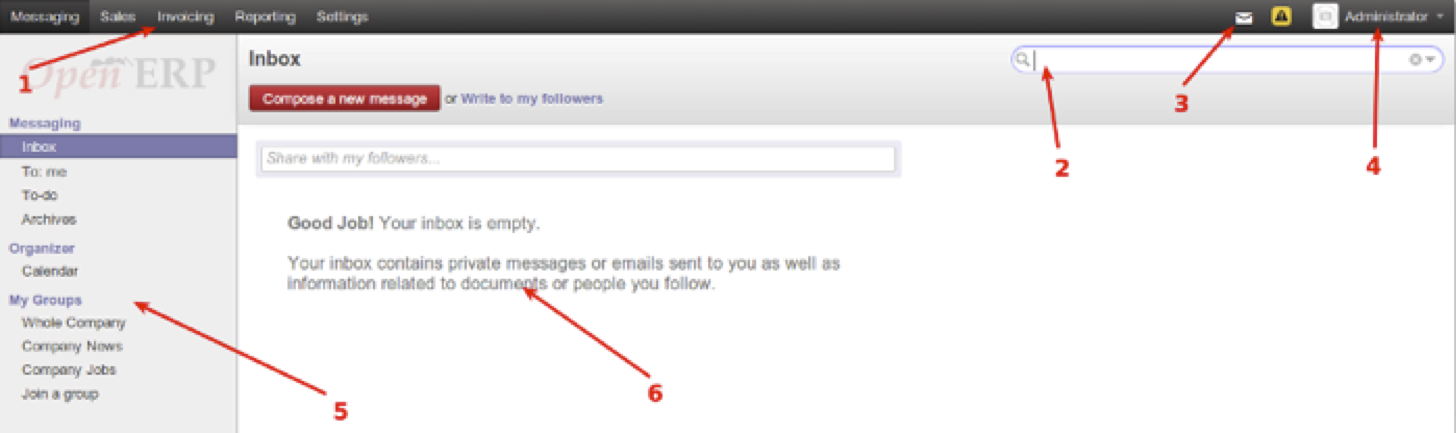 Messaging Sales Invoicing Reporting Settings Administrator
1
Open ERP
Inbox
Compose a new message or Write to my followers
2
3
4
Messaging
Inbox
To: me
To-do
Archives
Organizer
Calendar
My Groups
Whole Company
Company News
Company Jobs
Join a group
5
Share with my followers...
Good Job! Your inbox is empty.
Your inbox contains private messages or emails sent to you as well as
information related to documents or people you follow.
6